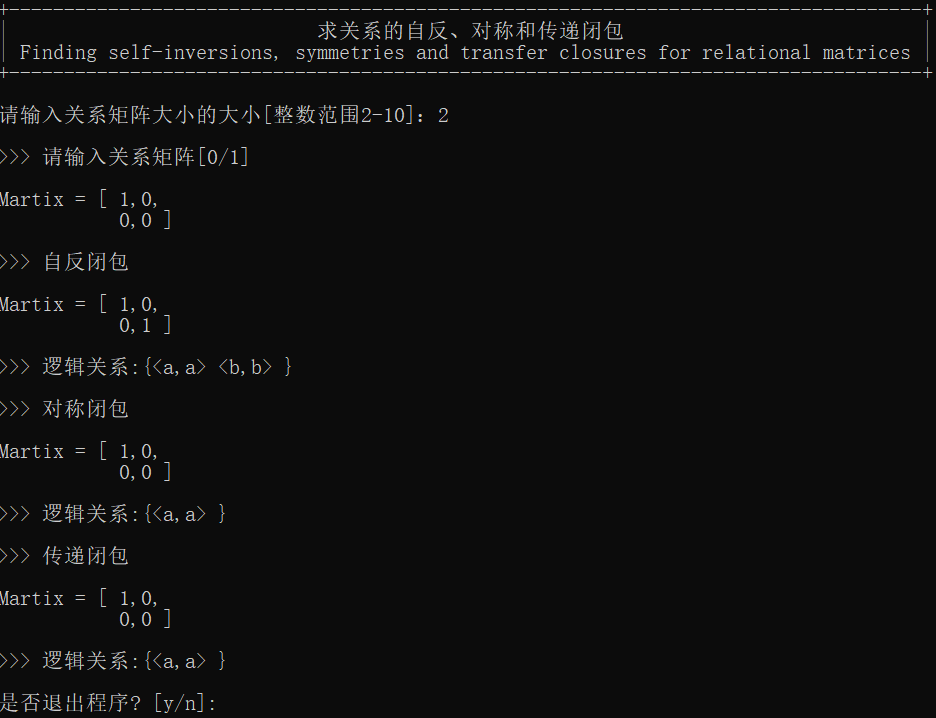 +--------------------------------------------------------------------------------------+
求关系的自反、对称和传递闭包
| Finding self-inversions, symmetries and transfer closures for relational matrices |
+--------------------------------------------------------------------------------------+
请输入关系矩阵大小的大小[整数范围2-10]: 2
>>> 请输入关系矩阵[0/1]
Martix = [ 1,0,
0,0 ]
>>> 自反闭包
Martix = [ 1,0,
0,1 ]
>>> 逻辑关系:{<a,a> <b,b> }
>>> 对称闭包
Martix = [ 1,0,
0,0 ]
>>> 逻辑关系:{<a,a> }
>>> 传递闭包
Martix = [ 1,0,
0,0 ]
>>> 逻辑关系:{<a,a> }
是否退出程序? [y/n]: